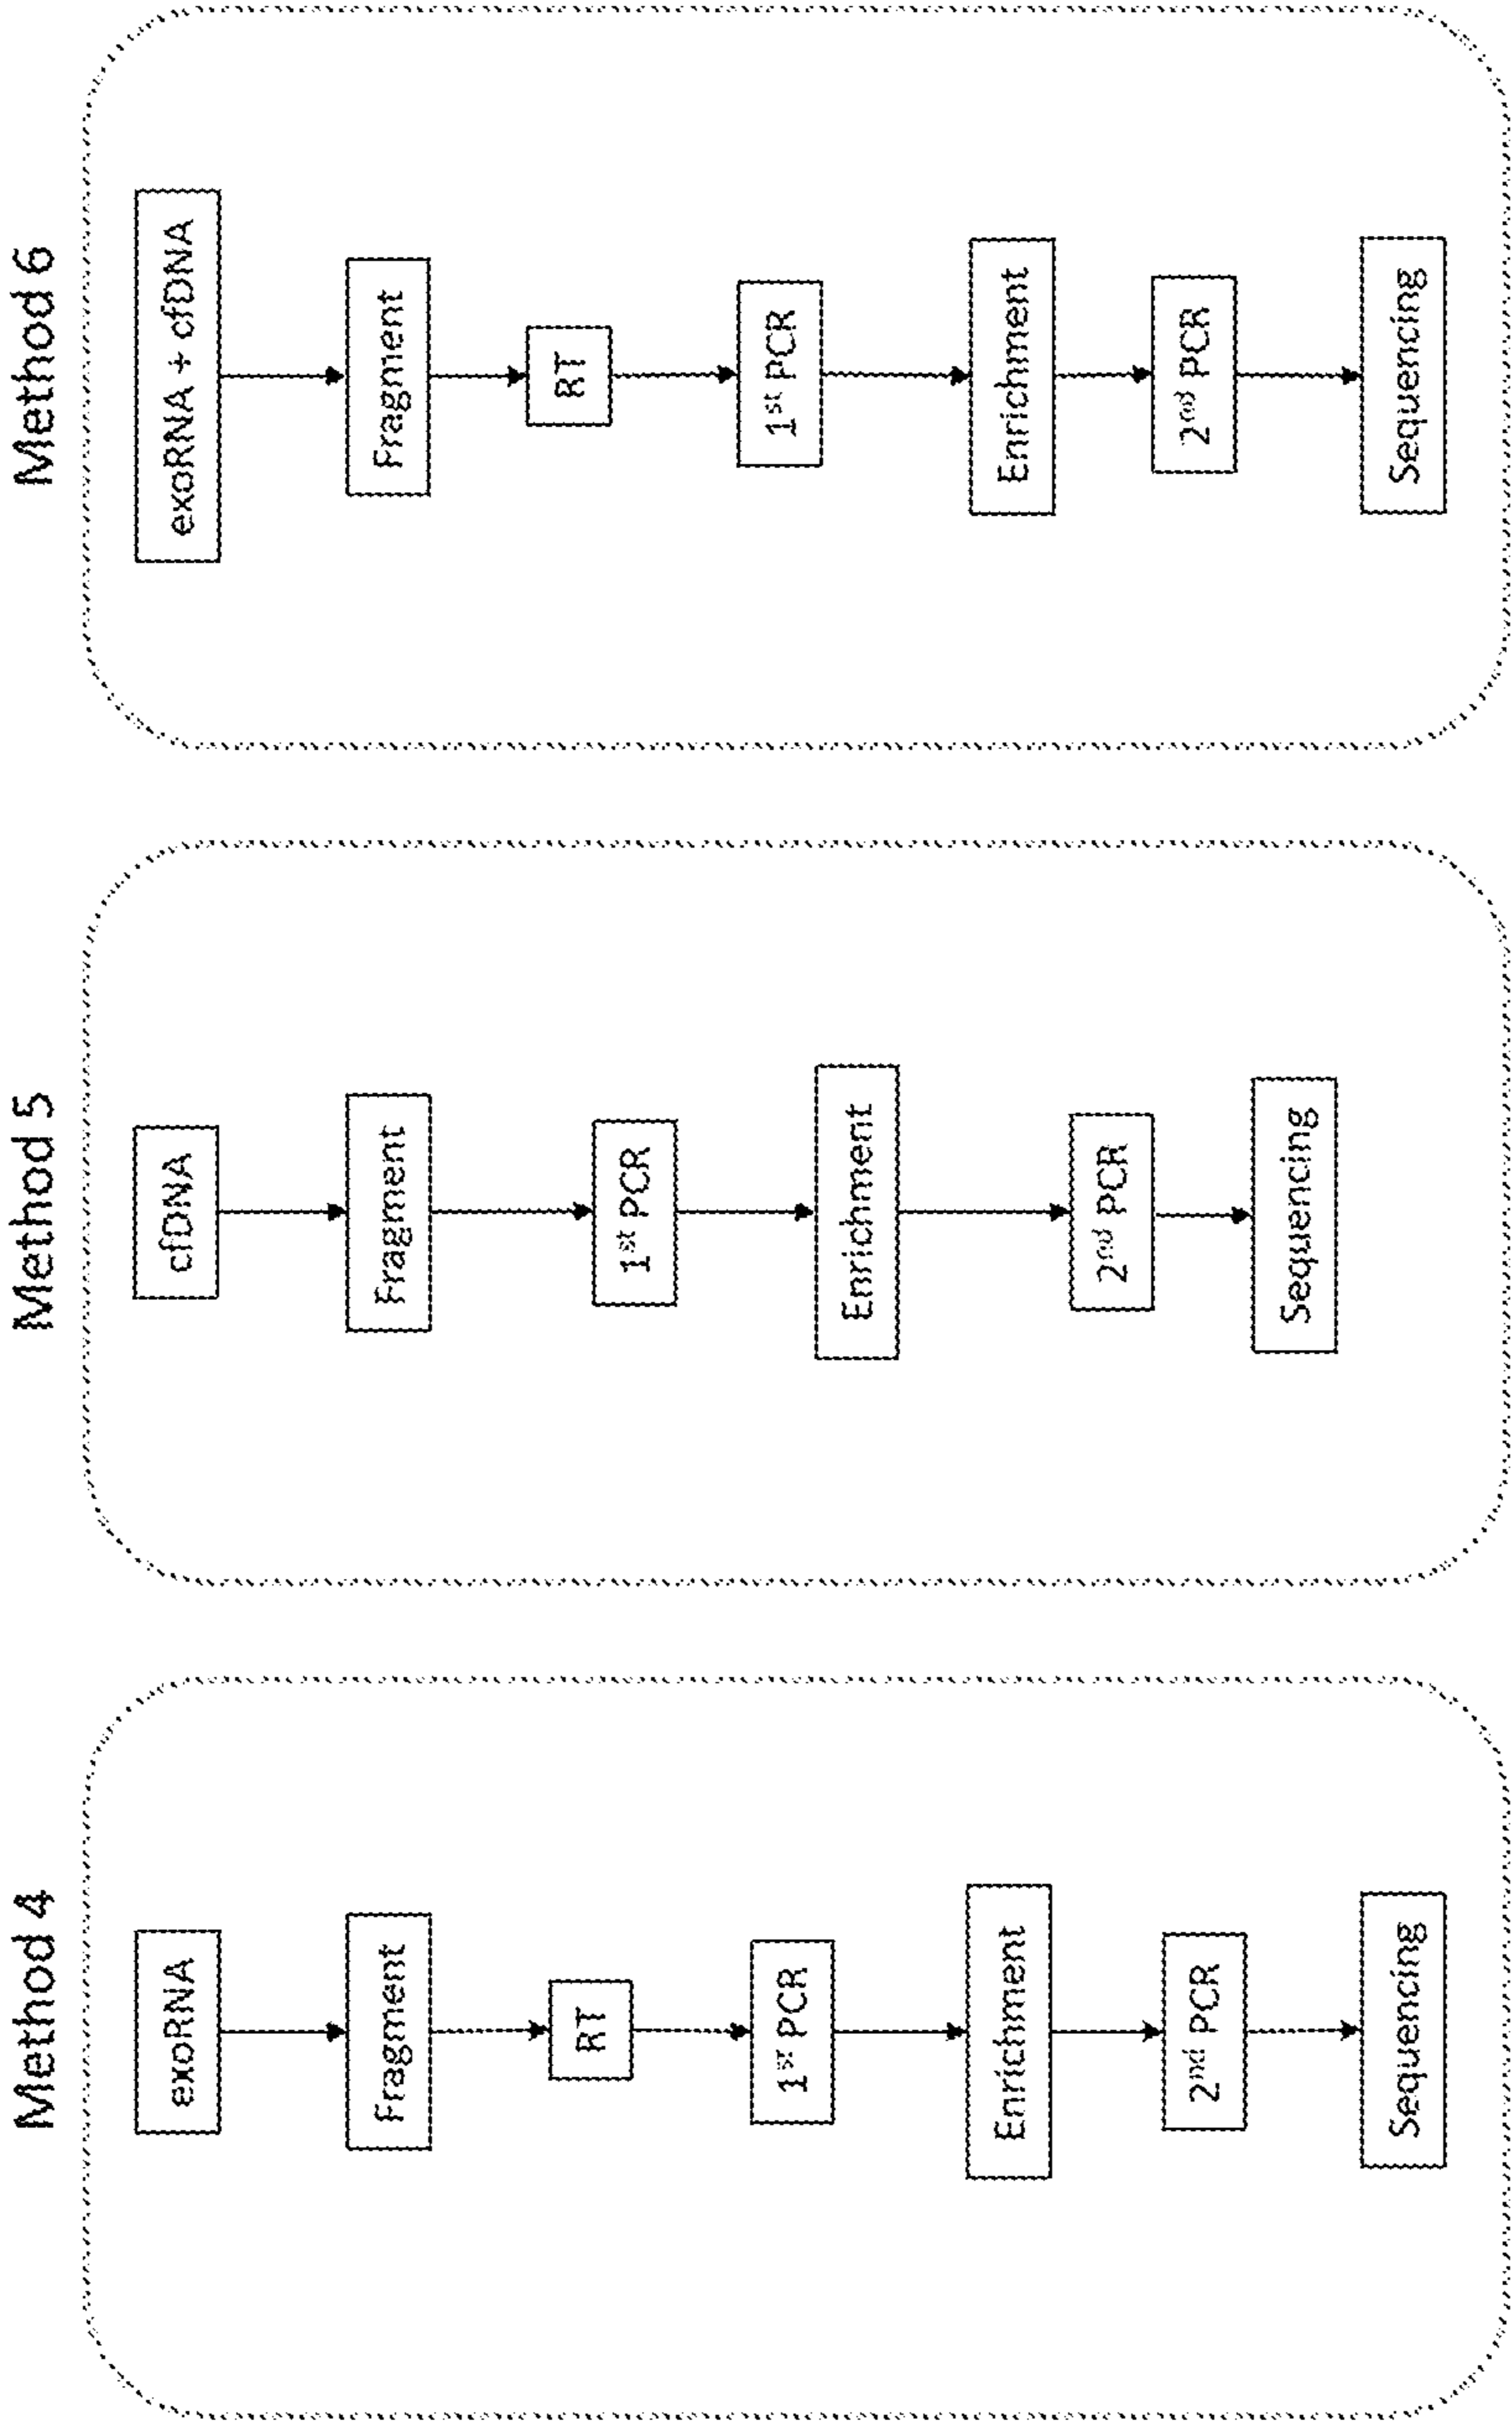 Method 4
exoRNA
Fragment
RT
1st PCR
Enrichment
2nd PCR
Sequencing
Method 5
cfDNA
Fragment
1st PCR
Enrichment
2nd PCR
Sequencing
Method 6
exoRNA + cfDNA
Fragment
RT
1st PCR
Enrichment
2nd PCR
Sequencing